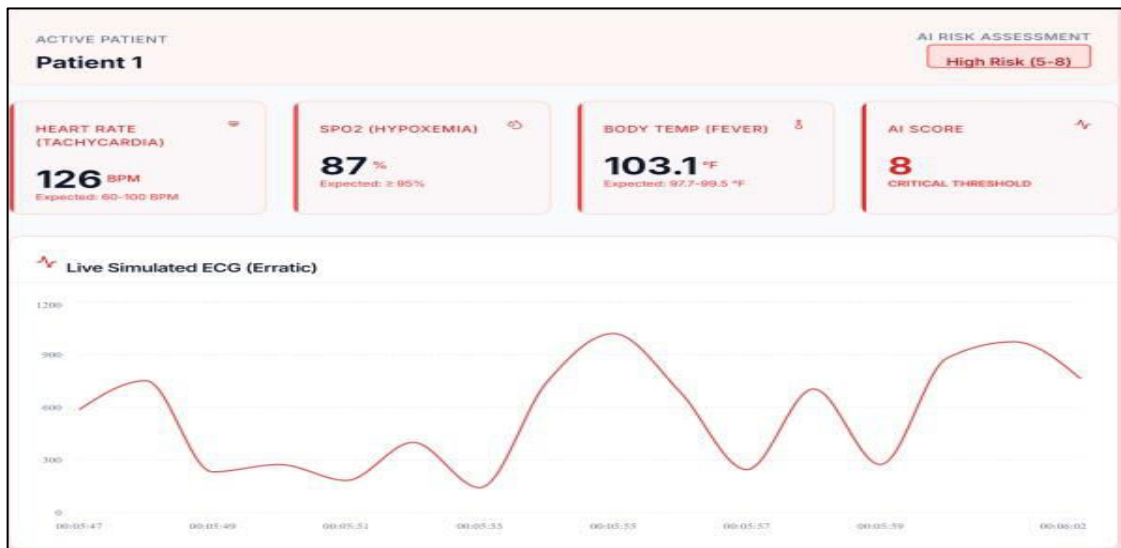 ACTIVE PATIENT
Patient 1
AI RISK ASSESSMENT
High Risk (5-8)
HEART RATE
(TACHYCARDIA)
126 BPM
Expected: 60-100 BPM
SPO2 (HYPOXEMIA)
87 %
Expected: ≥ 95%
BODY TEMP (FEVER)
103.1 °F
Expected: 97.7-99.5 °F
AI SCORE
8
CRITICAL THRESHOLD
Live Simulated ECG (Erratic)
1200
900
600
300
0
00:05:47
00:05:49
00:05:51
00:05:53
00:05:55
00:05:57
00:05:59
00:06:02